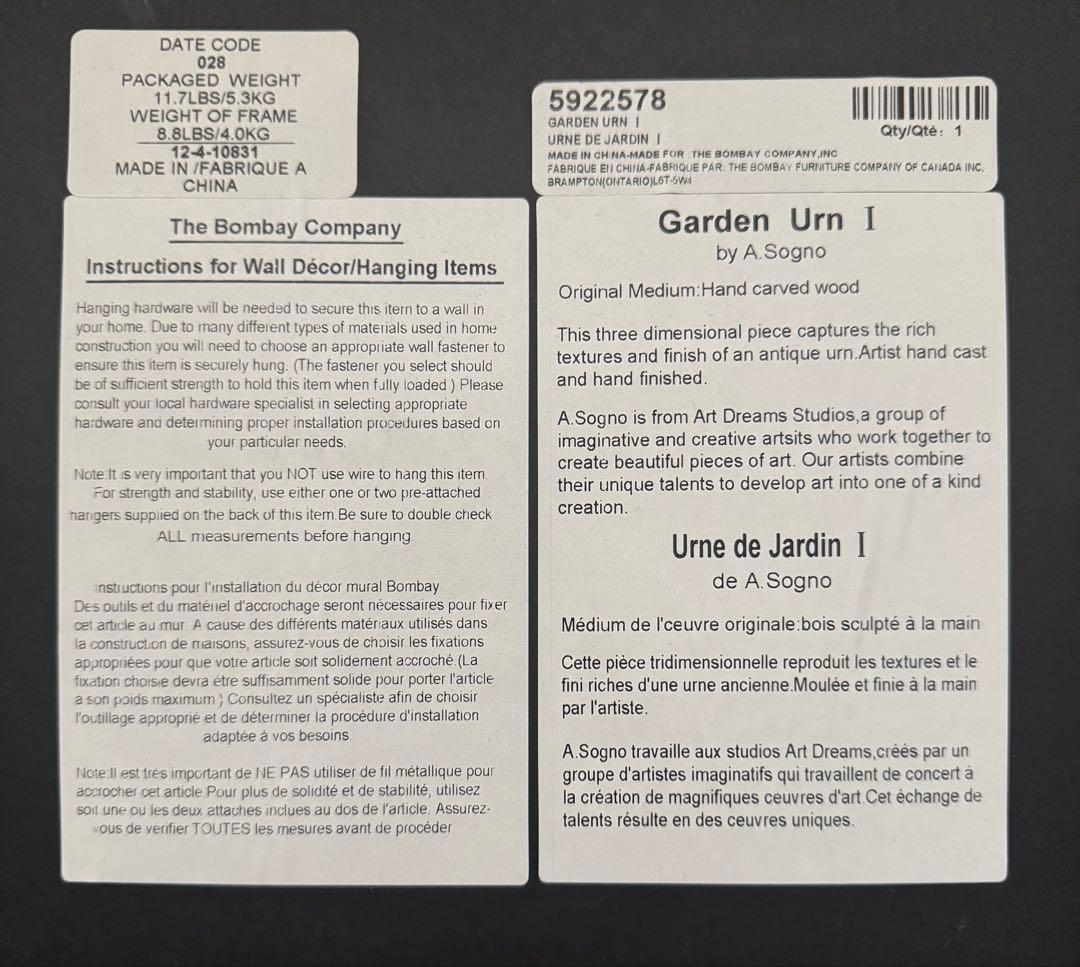 DATE CODE
028
PACKAGED WEIGHT
11.7LBS/5.3KG
WEIGHT OF FRAME
8.8LBS/4.0KG
12-4-10831
MADE IN /FABRIQUE A
CHINA
The Bombay Company
Instructions for Wall Décor/Hanging Items
Hanging hardware will be needed to secure this item to a wall in
your home. Due to many different types of materials used in home
construction you will need to choose an appropriate wall fastener to
ensure this item is securely hung. (The fastener you select should
be of sufficient strength to hold this item when fully loaded ) Please
consult your local hardware specialist in selecting appropriate
hardware and determining proper installation procedures based on
your particular needs.
Note:It is very important that you NOT use wire to hang this item
For strength and stability, use either one or two pre-attached
hangers supplied on the back of this item.Be sure to double check
ALL measurements before hanging.
nstructions pour l'installation du décor mural Bombay
Des outils et du matériel d'accrochage seront nécessaires pour fixer
cet article au mur. A cause des différents matériaux utilisés dans
la construction de maisons, assurez-vous de choisir les fixations
appropriées pour que votre article soit solidement accroché.(La
fixation choisie devra être suffisamment solide pour porter l'article
a son poids maximum ) Consultez un spécialiste afin de choisir
l'outillage approprié et de déterminer la procédure d'installation
adaptée à vos besoins.
Note:Il est trés important de NE PAS utiliser de fil métallique pour
accrocher cet article.Pour plus de solidité et de stabilité, utilisez
soit une ou les deux attaches inclues au dos de l'article. Assurez-
vous de vérifier TOUTES les mesures avant de procéder
5922578
GARDEN URN I
URNE DE JARDIN I
Qty/Qtè: 1
MADE IN CHINA-MADE FOR THE BOMBAY COMPANY,INC
FABRIQUE EN CHINA-FABRIQUE PAR: THE BOMBAY FURNITURE COMPANY OF CANADA INC,
BRAMPTON(ONTARIO)L6T-5W4
Garden Urn I
by A.Sogno
Original Medium:Hand carved wood
This three dimensional piece captures the rich
textures and finish of an antique urn.Artist hand cast
and hand finished.
A.Sogno is from Art Dreams Studios,a group of
imaginative and creative artsits who work together to
create beautiful pieces of art. Our artists combine
their unique talents to develop art into one of a kind
creation.
Urne de Jardin I
de A.Sogno
Médium de l'ceuvre originale:bois sculpté à la main
Cette pièce tridimensionnelle reproduit les textures et le
fini riches d'une urne ancienne.Moulée et finie à la main
par l'artiste.
A.Sogno travaille aux studios Art Dreams,créés par un
groupe d'artistes imaginatifs qui travaillent de concert à
la création de magnifiques ceuvres d'art.Cet échange de
talents résulte en des ceuvres uniques.